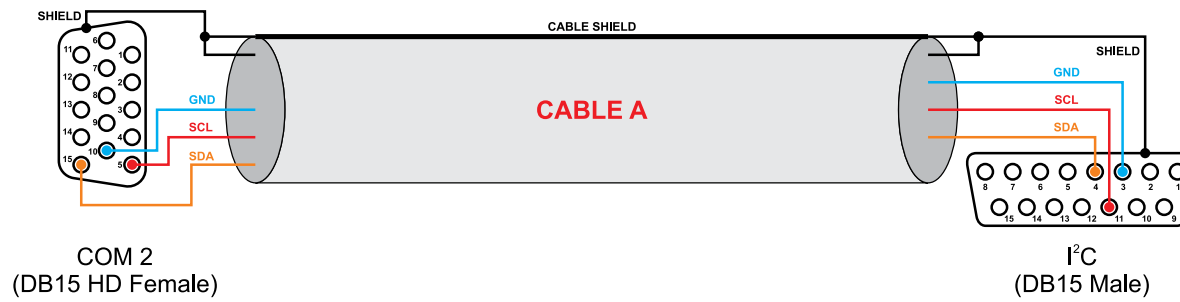 SHIELD
CABLE SHIELD
SHIELD
6
11
1
7
12
2
8
13
3
9
14
4
10
15
5
GND
SCL
SDA
CABLE A
GND
SCL
SDA
8 7 6 5 4 3 2 1
15 14 13 12 11 10 9
COM 2
(DB15 HD Female)
I²C
(DB15 Male)